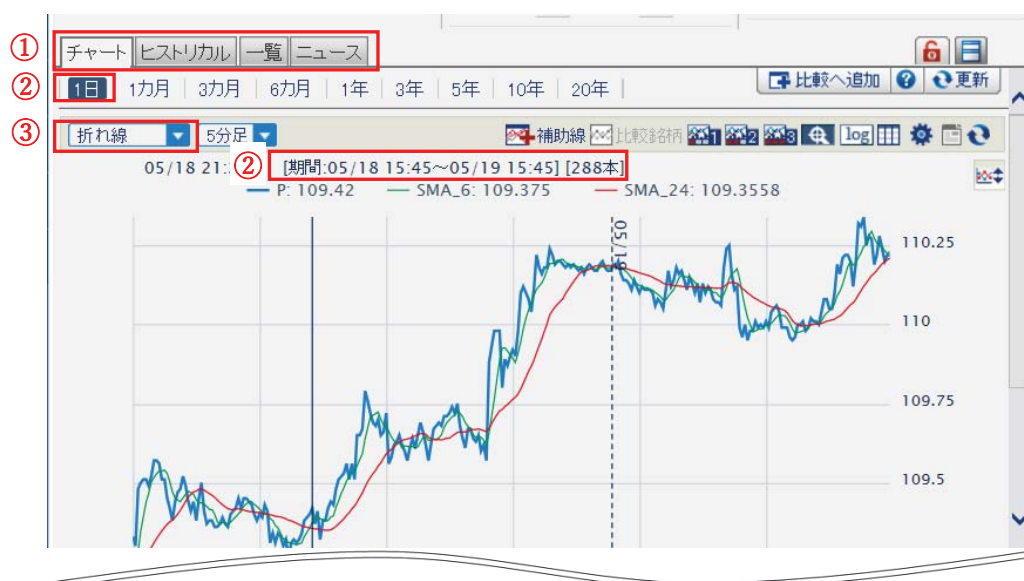 ① チャート ヒストリカル 一覧 ニュース
② 1日 1カ月 3カ月 6カ月 1年 3年 5年 10年 20年 比較へ追加 ? 更新
③ 折れ線 5分足 補助線 比較銘柄 1 2 3 log
05/18 21: ② [期間:05/18 15:45～05/19 15:45] [288本]
P: 109.42 SMA_6: 109.375 SMA_24: 109.3558
05/19
110.25
110
109.75
109.5